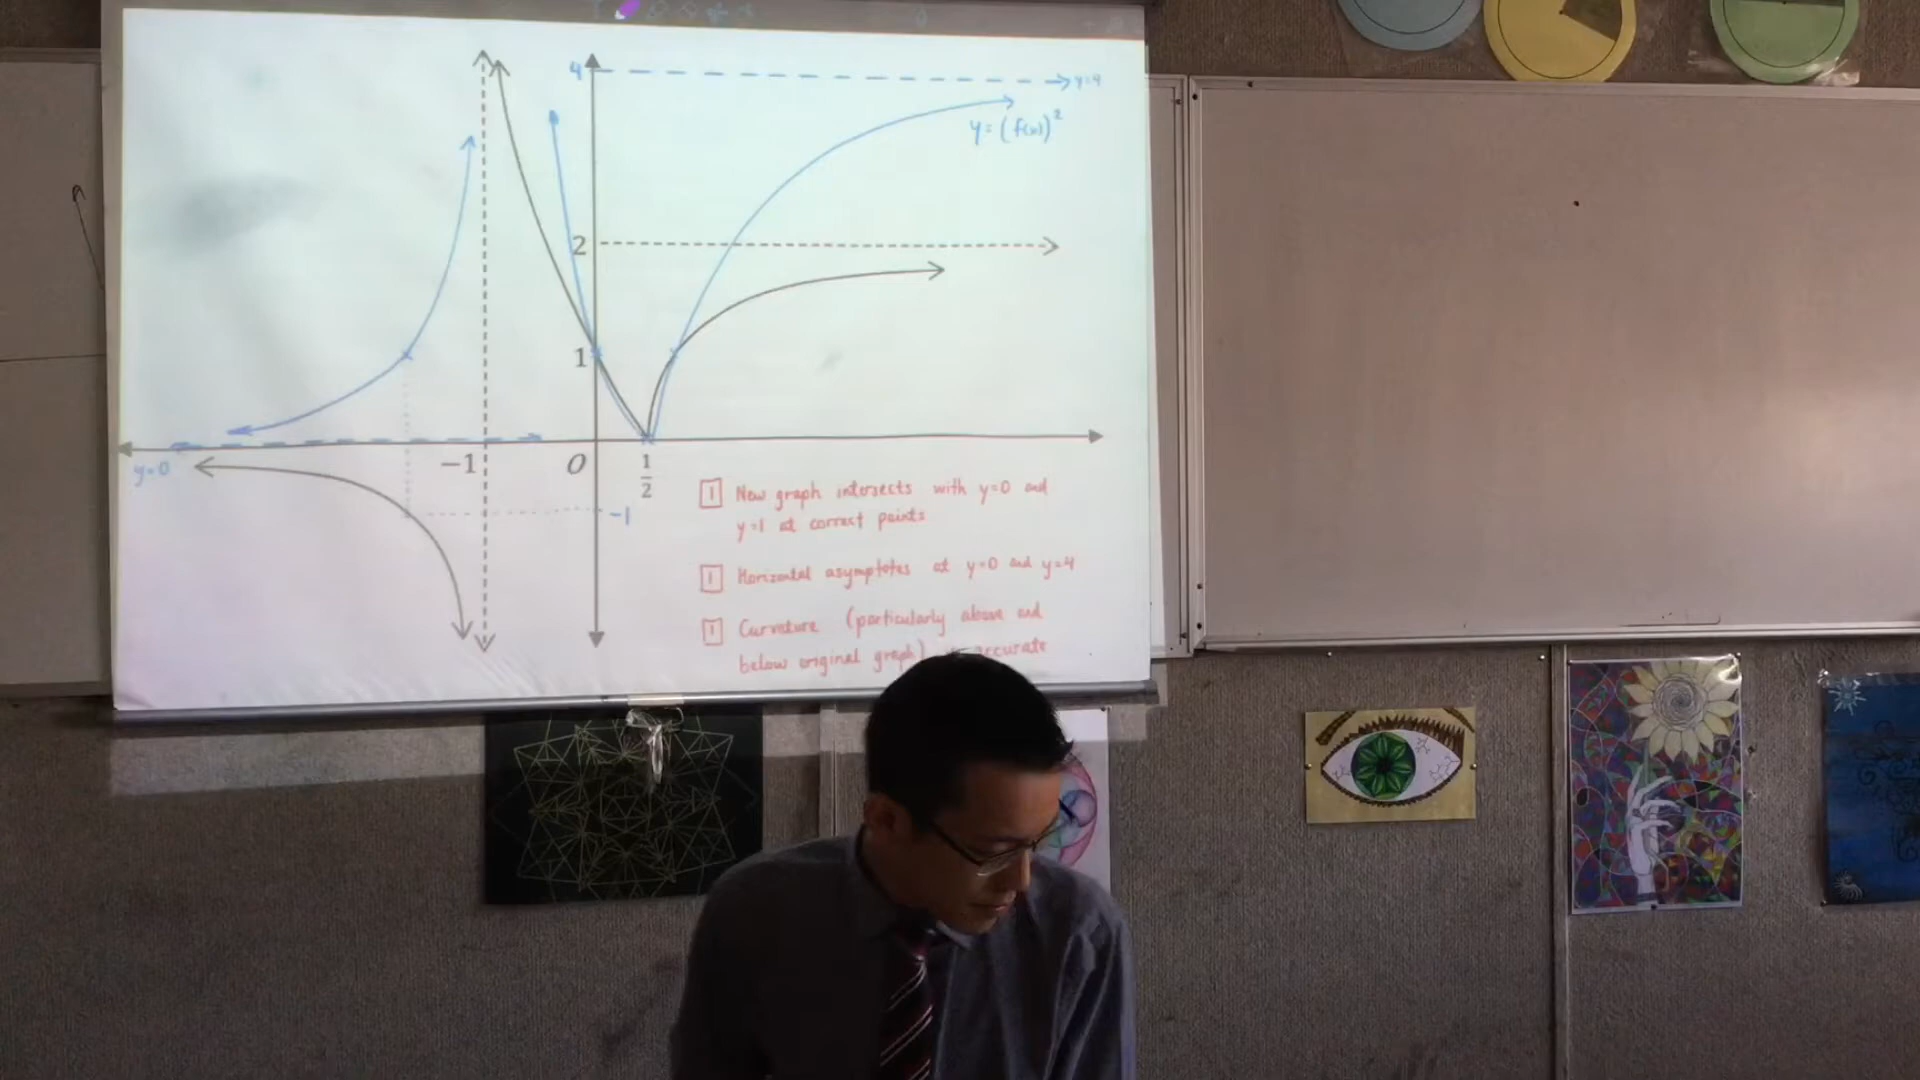 4
y=4
y=(f(x))²
2
1
y=0
−1
O
1
2
−1
1 New graph intersects with y=0 and
y=1 at correct points
1 Horizontal asymptotes at y=0 and y=4
1 Curvature (particularly above and
below original graph) accurate